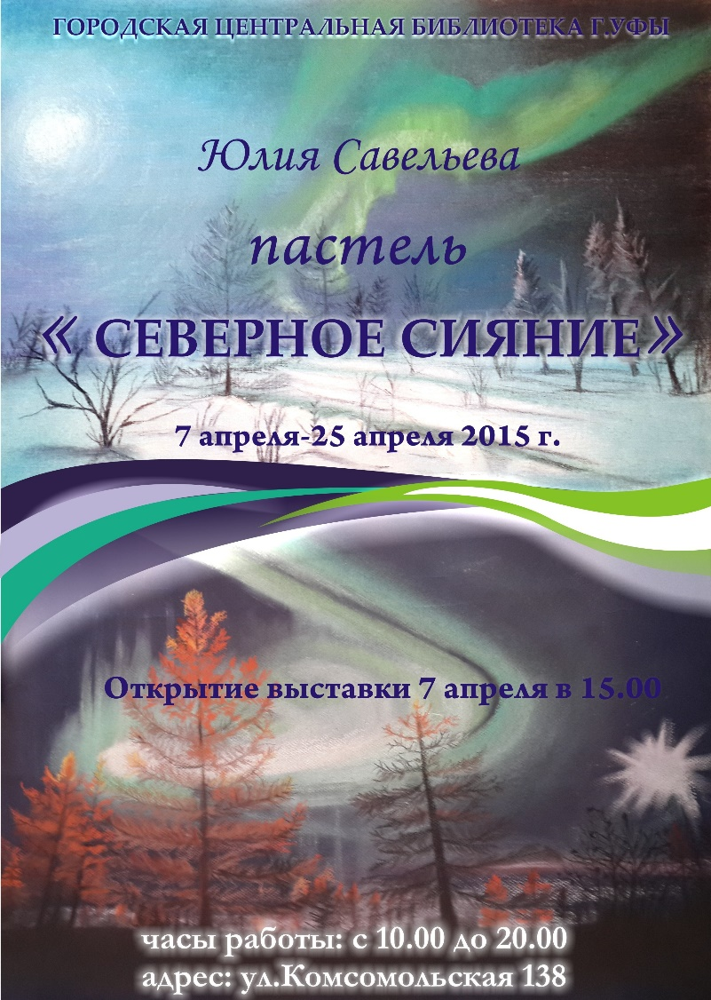 ГОРОДСКАЯ ЦЕНТРАЛЬНАЯ БИБЛИОТЕКА Г.УФЫ
Юлия Савельева
пастель
« СЕВЕРНОЕ СИЯНИЕ»
7 апреля-25 апреля 2015 г.
Открытие выставки 7 апреля в 15.00
часы работы: с 10.00 до 20.00
адрес: ул.Комсомольская 138